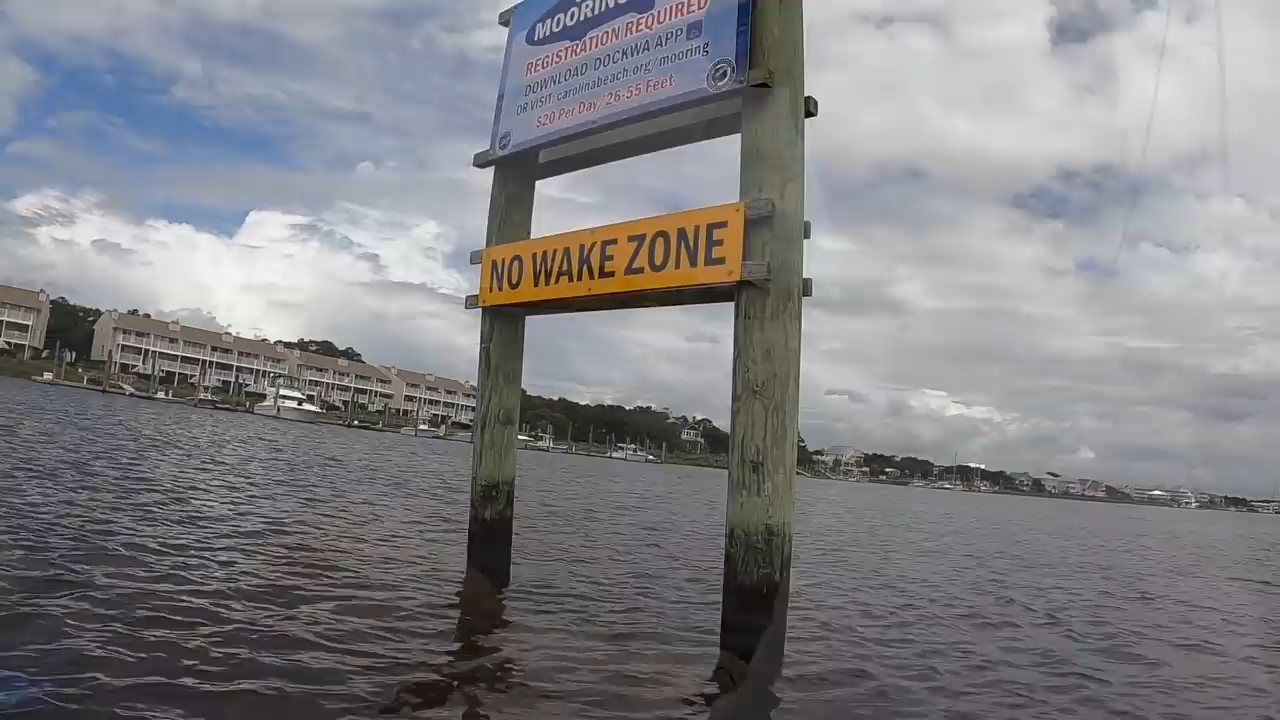 MOORING
REGISTRATION REQUIRED
DOWNLOAD DOCKWA APP
OR VISIT: carolinabeach.org/mooring
$20 Per Day/26-55 Feet
NO WAKE ZONE